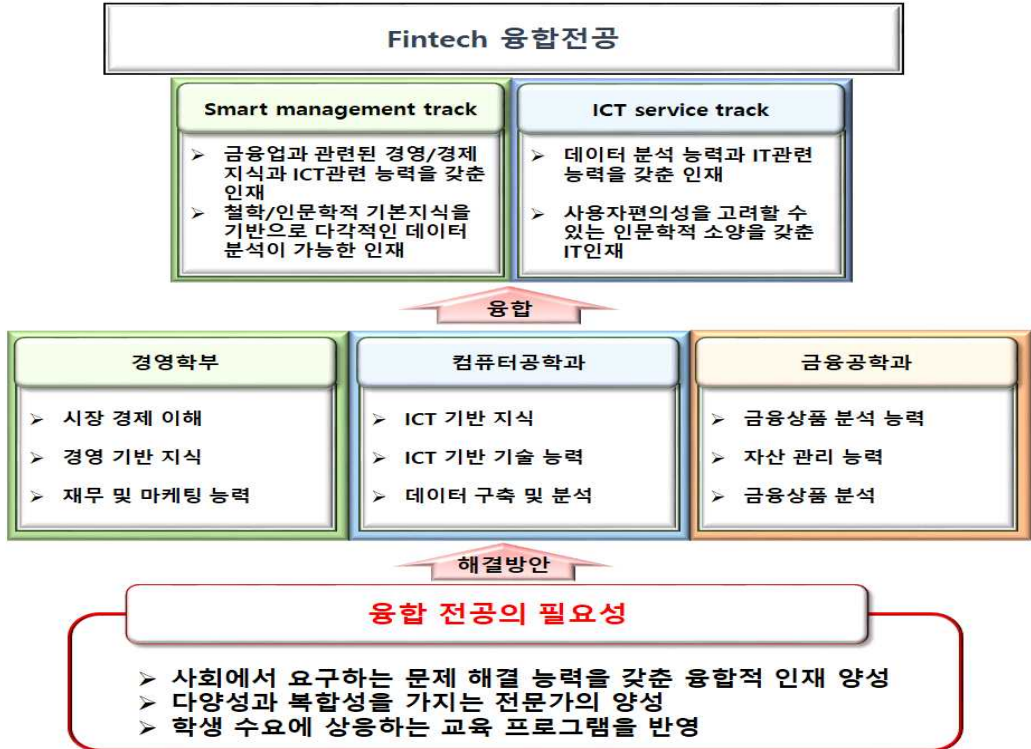 Fintech 융합전공
Smart management track
➢ 금융업과 관련된 경영/경제
지식과 ICT관련 능력을 갖춘
인재
➢ 철학/인문학적 기본지식을
기반으로 다각적인 데이터
분석이 가능한 인재
ICT service track
➢ 데이터 분석 능력과 IT관련
능력을 갖춘 인재
➢ 사용자편의성을 고려할 수
있는 인문학적 소양을 갖춘
IT인재
융합
경영학부
➢ 시장 경제 이해
➢ 경영 기반 지식
➢ 재무 및 마케팅 능력
컴퓨터공학과
➢ ICT 기반 지식
➢ ICT 기반 기술 능력
➢ 데이터 구축 및 분석
금융공학과
➢ 금융상품 분석 능력
➢ 자산 관리 능력
➢ 금융상품 분석
해결방안
융합 전공의 필요성
➢ 사회에서 요구하는 문제 해결 능력을 갖춘 융합적 인재 양성
➢ 다양성과 복합성을 가지는 전문가의 양성
➢ 학생 수요에 상응하는 교육 프로그램을 반영